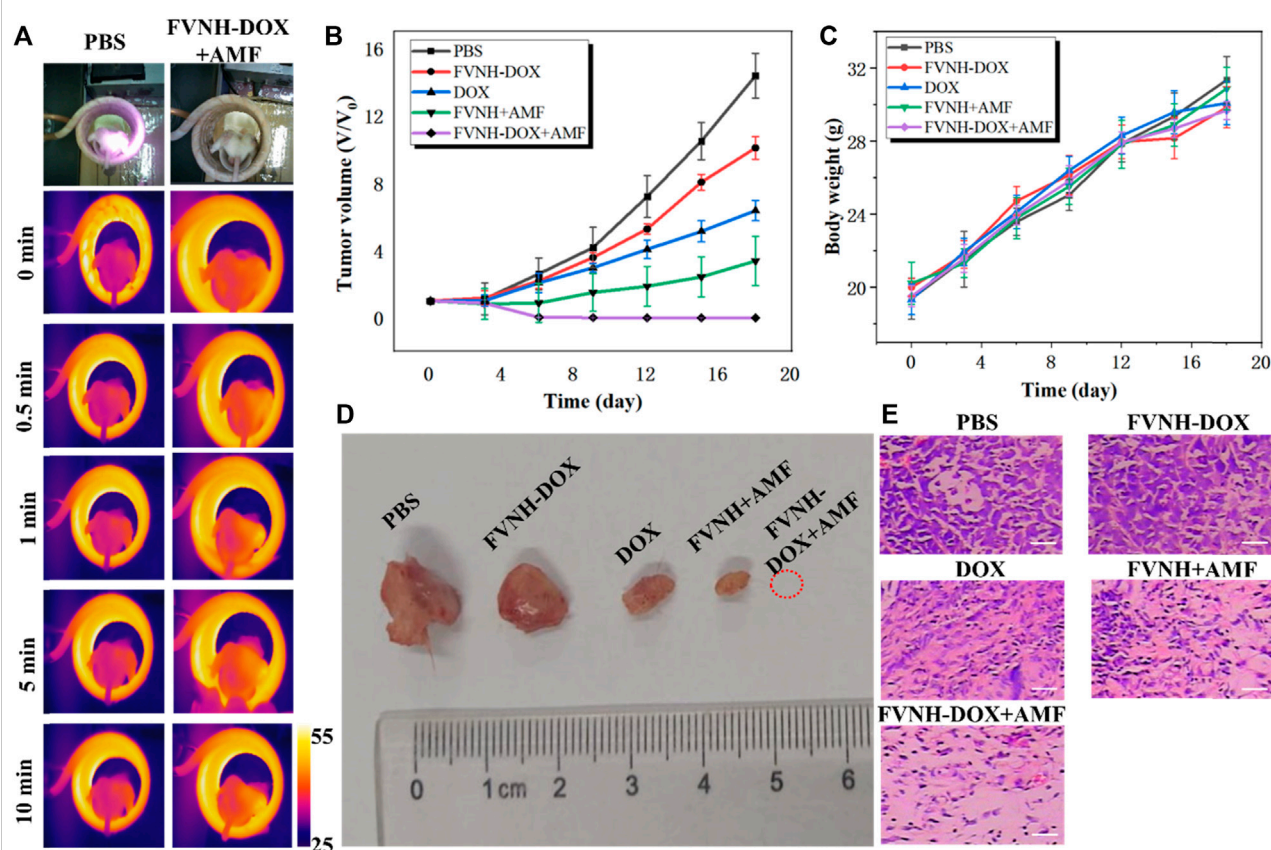 A
PBS
FVNH-DOX
+AMF
0 min
0.5 min
1 min
5 min
10 min
55
25
B
16
12
8
4
0
Tumor volume (V/V0)
PBS
FVNH-DOX
DOX
FVNH+AMF
FVNH-DOX+AMF
0 4 8 12 16 20
Time (day)
C
32
28
24
20
Body weight (g)
PBS
FVNH-DOX
DOX
FVNH+AMF
FVNH-DOX+AMF
0 4 8 12 16 20
Time (day)
D
PBS
FVNH-DOX
DOX
FVNH+AMF
FVNH-
DOX+AMF
0 1 cm 2 3 4 5 6
E
PBS
FVNH-DOX
DOX
FVNH+AMF
FVNH-DOX+AMF